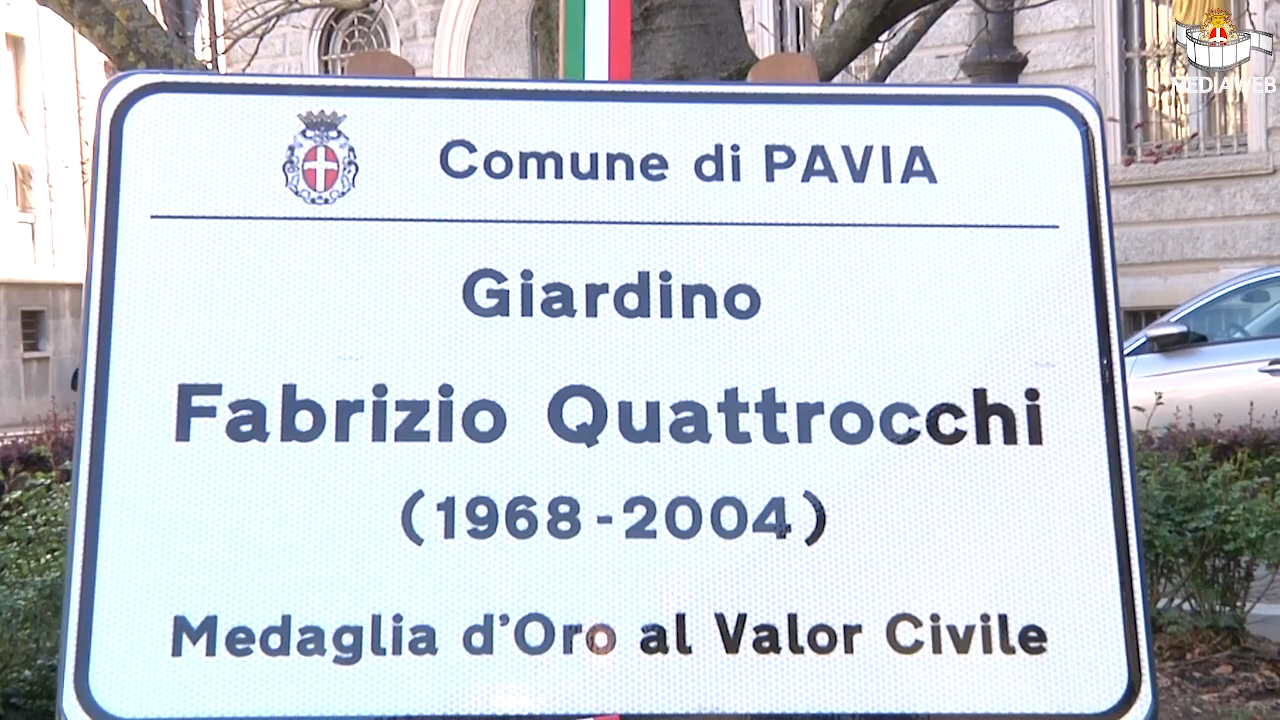 MEDIAWEB
Comune di PAVIA
Giardino
Fabrizio Quattrocchi
(1968-2004)
Medaglia d'Oro al Valor Civile